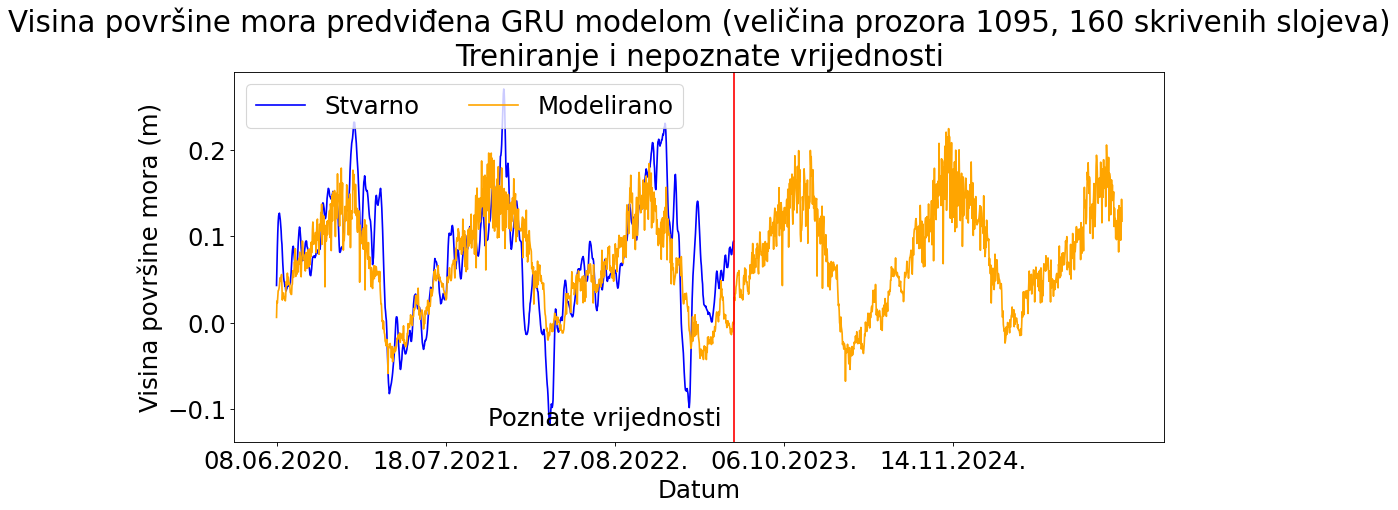 Visina površine mora predviđena GRU modelom (veličina prozora 1095, 160 skrivenih slojeva)
Treniranje i nepoznate vrijednosti
Stvarno
Modelirano
Visina površine mora (m)
0.2
0.1
0.0
−0.1
Poznate vrijednosti
08.06.2020. 18.07.2021. 27.08.2022. 06.10.2023. 14.11.2024.
Datum